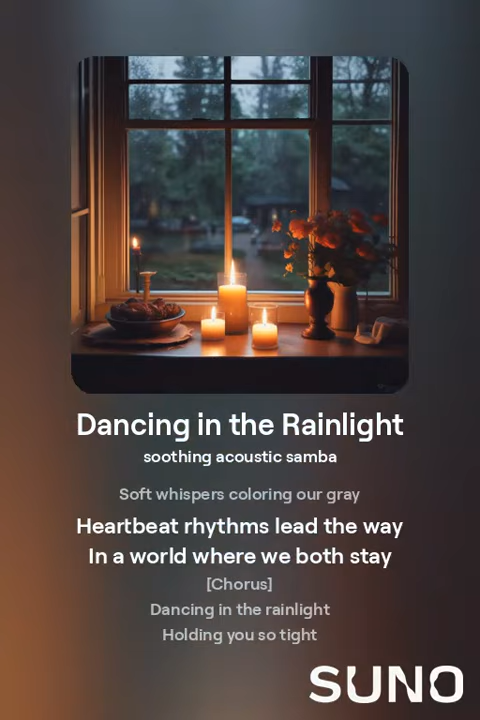 Dancing in the Rainlight
soothing acoustic samba
Soft whispers coloring our gray
Heartbeat rhythms lead the way
In a world where we both stay
[Chorus]
Dancing in the rainlight
Holding you so tight
SUNO